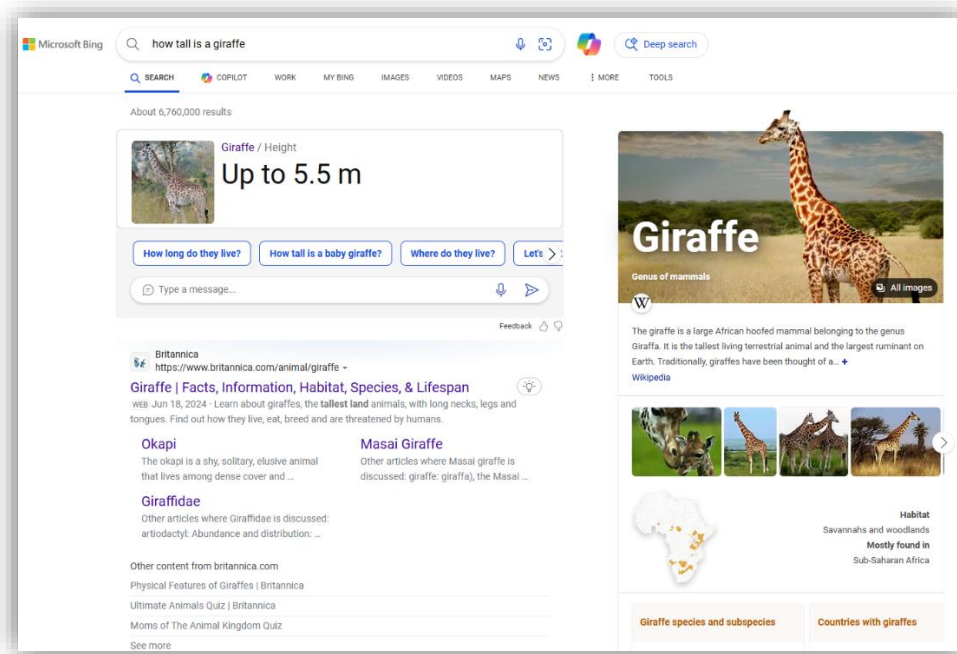 Microsoft Bing
how tall is a giraffe
Deep search
SEARCH
COPILOT
WORK
MY BING
IMAGES
VIDEOS
MAPS
NEWS
MORE
TOOLS
About 6,760,000 results
Giraffe / Height
Up to 5.5 m
How long do they live?
How tall is a baby giraffe?
Where do they live?
Type a message...
Feedback
Britannica
https://www.britannica.com/animal/giraffe
Giraffe | Facts, Information, Habitat, Species, & Lifespan
WEB Jun 18, 2024 · Learn about giraffes, the tallest land animals, with long necks, legs and
tongues. Find out how they live, eat, breed and are threatened by humans.
Okapi
The okapi is a shy, solitary, elusive animal
that lives among dense cover and ...
Masai Giraffe
Other articles where Masai giraffe is
discussed: giraffe: giraffa), the Masai ...
Giraffidae
Other articles where Giraffidae is discussed:
artiodactyl: Abundance and distribution: ...
Other content from britannica.com
Physical Features of Giraffes | Britannica
Ultimate Animals Quiz | Britannica
Moms of The Animal Kingdom Quiz
See more
Giraffe
Genus of mammals
All images
W
The giraffe is a large African hoofed mammal belonging to the genus
Giraffa. It is the tallest living terrestrial animal and the largest ruminant on
Earth. Traditionally, giraffes have been thought of a... +
Wikipedia
Habitat
Savannahs and woodlands
Mostly found in
Sub-Saharan Africa
Giraffe species and subspecies
Countries with giraffes